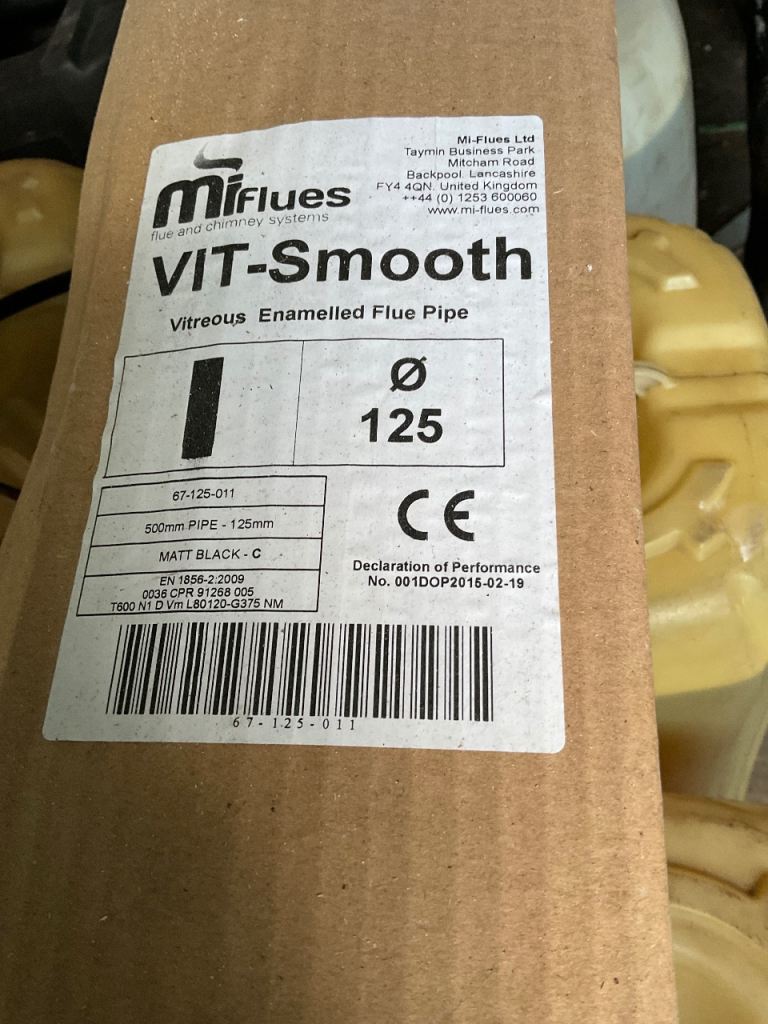 mi Flues
flue and chimney systems
Mi-Flues Ltd
Taymin Business Park
Mitcham Road
Backpool. Lancashire
FY4 4QN. United Kingdom
++44 (0) 1253 600060
www.mi-flues.com
VIT-Smooth
Vitreous Enamelled Flue Pipe
Ø
125
67-125-011
500mm PIPE - 125mm
MATT BLACK - C
EN 1856-2:2009
0036 CPR 91268 005
T600 N1 D Vm L80120-G375 NM
CE
Declaration of Performance
No. 001DOP2015-02-19
67-125-011